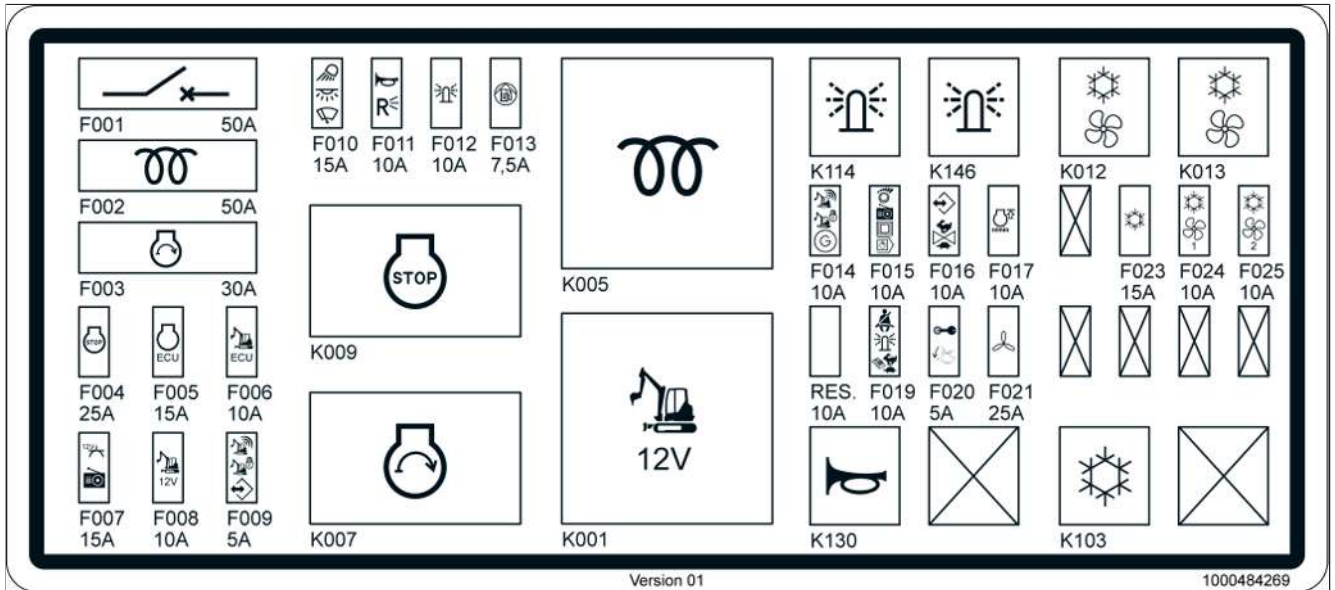 F001 50A
F002 50A
F003 30A
STOP
F004
25A
ECU
F005
15A
ECU
F006
10A
12V
F007
15A
12V
F008
10A
F009
5A
R
F010
15A
F011
10A
F012
10A
F013
7,5A
STOP
K009
K007
K005
12V
K001
K114
K146
K012
K013
G
F014
10A
F015
10A
F016
10A
F017
10A
F023
15A
1
F024
10A
2
F025
10A
RES.
10A
F019
10A
F020
5A
F021
25A
K130
K103
Version 01
1000484269